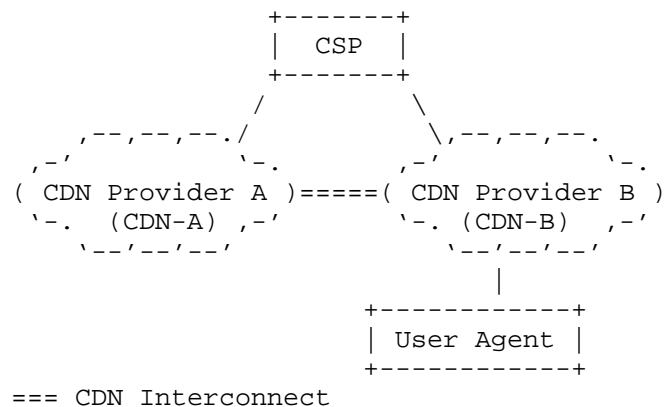 CSP
CDN Provider A CDN Provider B
(CDN-A) (CDN-B)
User Agent
=== CDN Interconnect